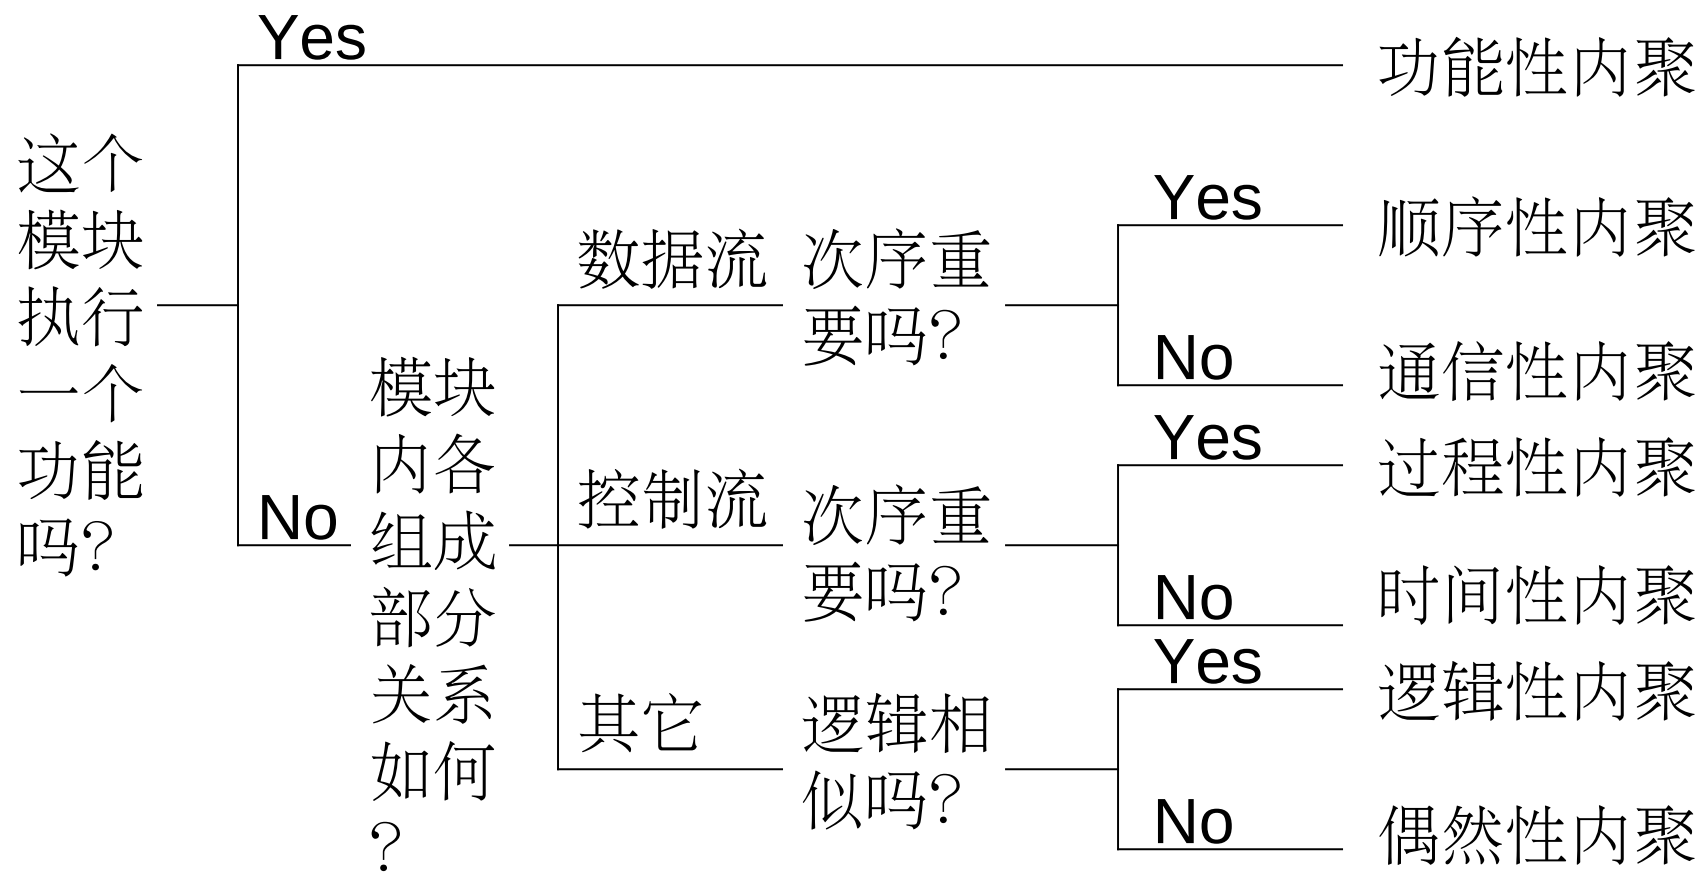 这个
模块
执行
一个
功能
吗？
Yes
No
模块
内各
组成
部分
关系
如何
？
数据流
控制流
其它
次序重
要吗？
次序重
要吗？
逻辑相
似吗？
Yes
No
Yes
No
Yes
No
功能性内聚
顺序性内聚
通信性内聚
过程性内聚
时间性内聚
逻辑性内聚
偶然性内聚